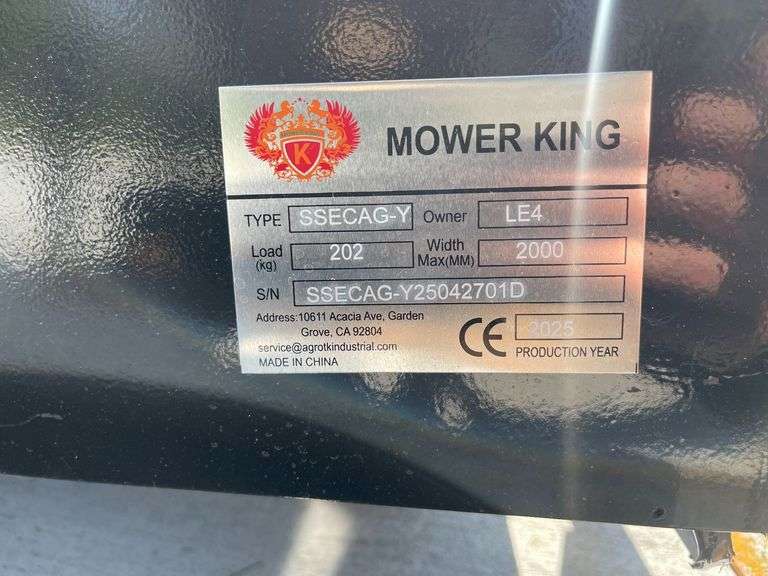 K
MOWER KING
TYPE SSECAG-Y Owner LE4
Load (kg) 202 Width Max(MM) 2000
S/N SSECAG-Y25042701D
Address:10611 Acacia Ave, Garden
Grove, CA 92804
service@agrotkindustrial.com
MADE IN CHINA
CE 2025
PRODUCTION YEAR